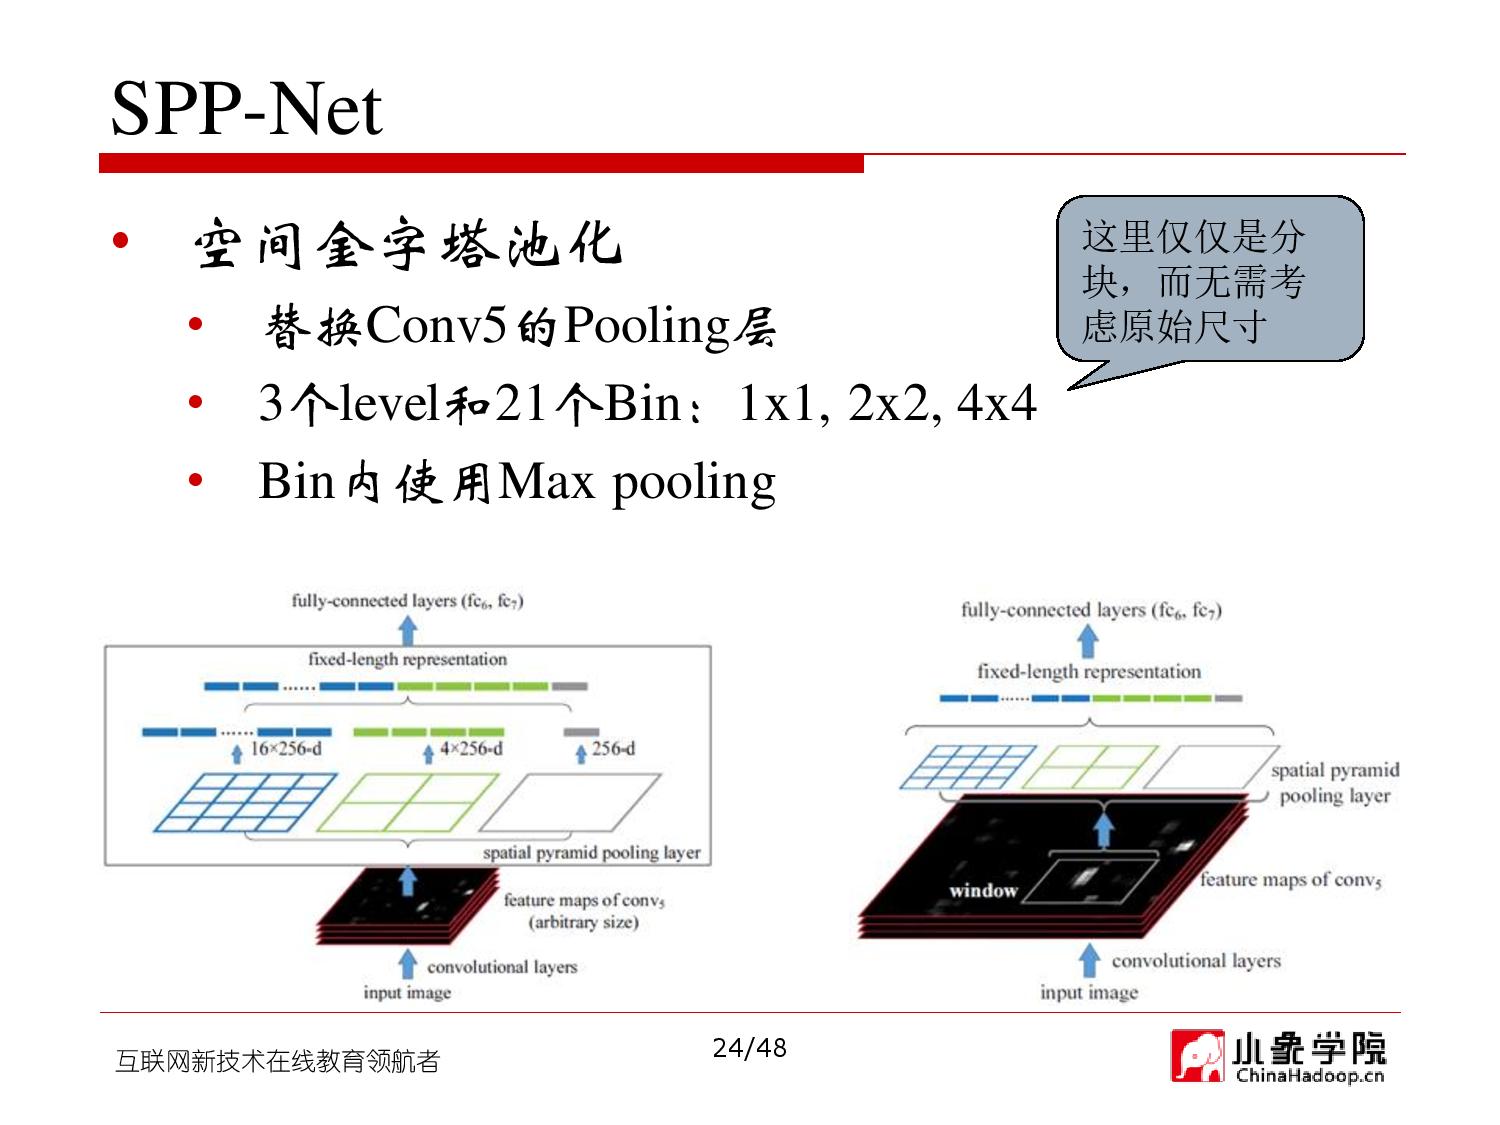 SPP-Net
• 空间金字塔池化
• 替换Conv5的Pooling层
• 3个level和21个Bin：1x1, 2x2, 4x4
• Bin内使用Max pooling
这里仅仅是分
块，而无需考
虑原始尺寸
fully-connected layers (fc6, fc7)
fixed-length representation
......
......
16×256-d
4×256-d
256-d
spatial pyramid pooling layer
feature maps of conv5
(arbitrary size)
convolutional layers
input image
fully-connected layers (fc6, fc7)
fixed-length representation
......
spatial pyramid
pooling layer
window
feature maps of conv5
convolutional layers
input image
互联网新技术在线教育领航者
24/48
小象学院
ChinaHadoop.cn